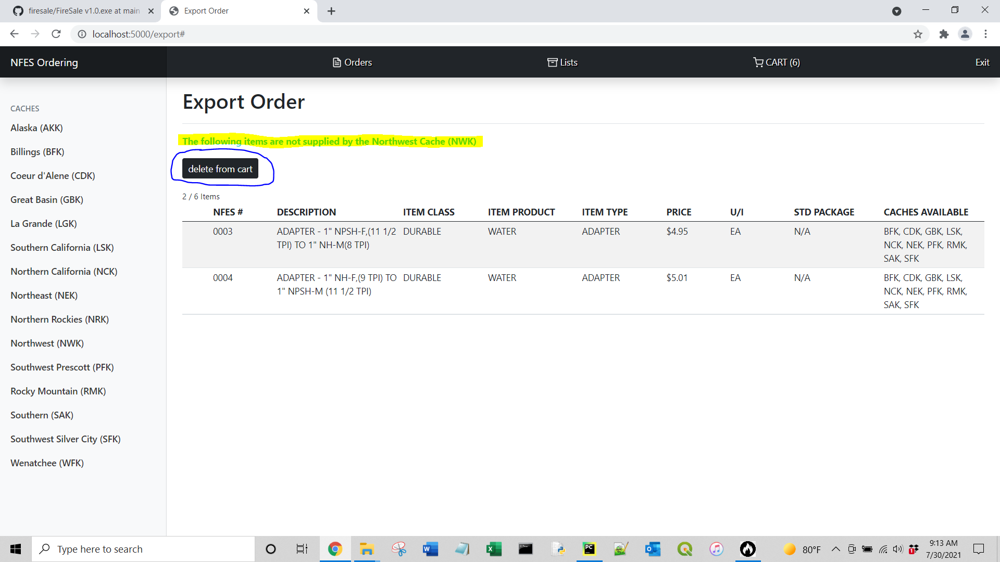 firesale/FireSale v1.0.exe at main
Export Order
localhost:5000/export#
NFES Ordering
Orders
Lists
CART (6)
Exit
CACHES
Alaska (AKK)
Billings (BFK)
Coeur d'Alene (CDK)
Great Basin (GBK)
La Grande (LGK)
Southern California (LSK)
Northern California (NCK)
Northeast (NEK)
Northern Rockies (NRK)
Northwest (NWK)
Southwest Prescott (PFK)
Rocky Mountain (RMK)
Southern (SAK)
Southwest Silver City (SFK)
Wenatchee (WFK)
Export Order
The following items are not supplied by the Northwest Cache (NWK)
delete from cart
2 / 6 Items
NFES # DESCRIPTION ITEM CLASS ITEM PRODUCT ITEM TYPE PRICE U/I STD PACKAGE CACHES AVAILABLE
0003 ADAPTER - 1" NPSH-F,(11 1/2 DURABLE WATER ADAPTER $4.95 EA N/A BFK, CDK, GBK, LSK,
TPI) TO 1" NH-M(8 TPI) NCK, NEK, PFK, RMK,
SAK, SFK
0004 ADAPTER - 1" NH-F,(9 TPI) TO DURABLE WATER ADAPTER $5.01 EA N/A BFK, CDK, GBK, LSK,
1" NPSH-M (11 1/2 TPI) NCK, NEK, PFK, RMK,
SAK, SFK
Type here to search
W
X
PC
O
80°F
1
9:13 AM
7/30/2021